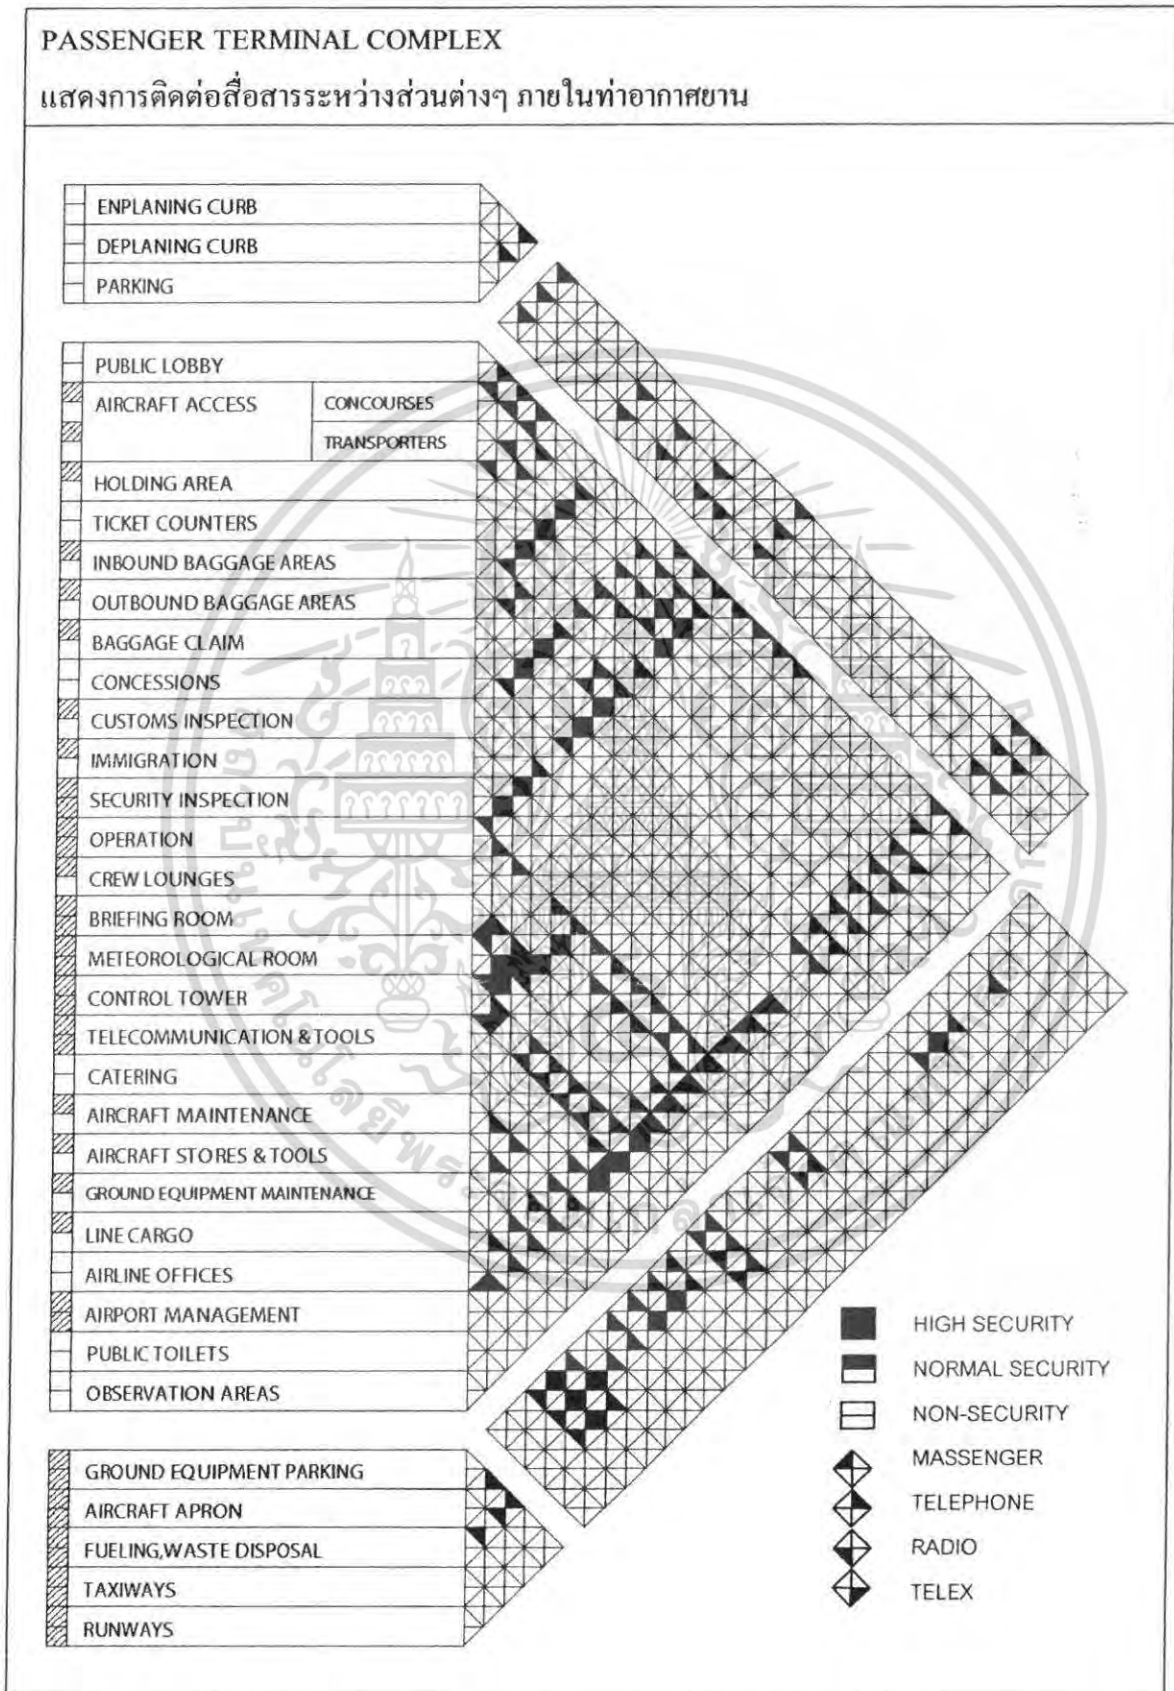 PASSENGER TERMINAL COMPLEX
แสดงการติดต่อสื่อสารระหว่างส่วนต่างๆ ภายในท่าอากาศยาน
ENPLANING CURB
DEPLANING CURB
PARKING
PUBLIC LOBBY
AIRCRAFT ACCESS
CONCOURSES
TRANSPORTERS
HOLDING AREA
TICKET COUNTERS
INBOUND BAGGAGE AREAS
OUTBOUND BAGGAGE AREAS
BAGGAGE CLAIM
CONCESSIONS
CUSTOMS INSPECTION
IMMIGRATION
SECURITY INSPECTION
OPERATION
CREW LOUNGES
BRIEFING ROOM
METEOROLOGICAL ROOM
CONTROL TOWER
TELECOMMUNICATION & TOOLS
CATERING
AIRCRAFT MAINTENANCE
AIRCRAFT STORES & TOOLS
GROUND EQUIPMENT MAINTENANCE
LINE CARGO
AIRLINE OFFICES
AIRPORT MANAGEMENT
PUBLIC TOILETS
OBSERVATION AREAS
GROUND EQUIPMENT PARKING
AIRCRAFT APRON
FUELING,WASTE DISPOSAL
TAXIWAYS
RUNWAYS
HIGH SECURITY
NORMAL SECURITY
NON-SECURITY
MASSENGER
TELEPHONE
RADIO
TELEX